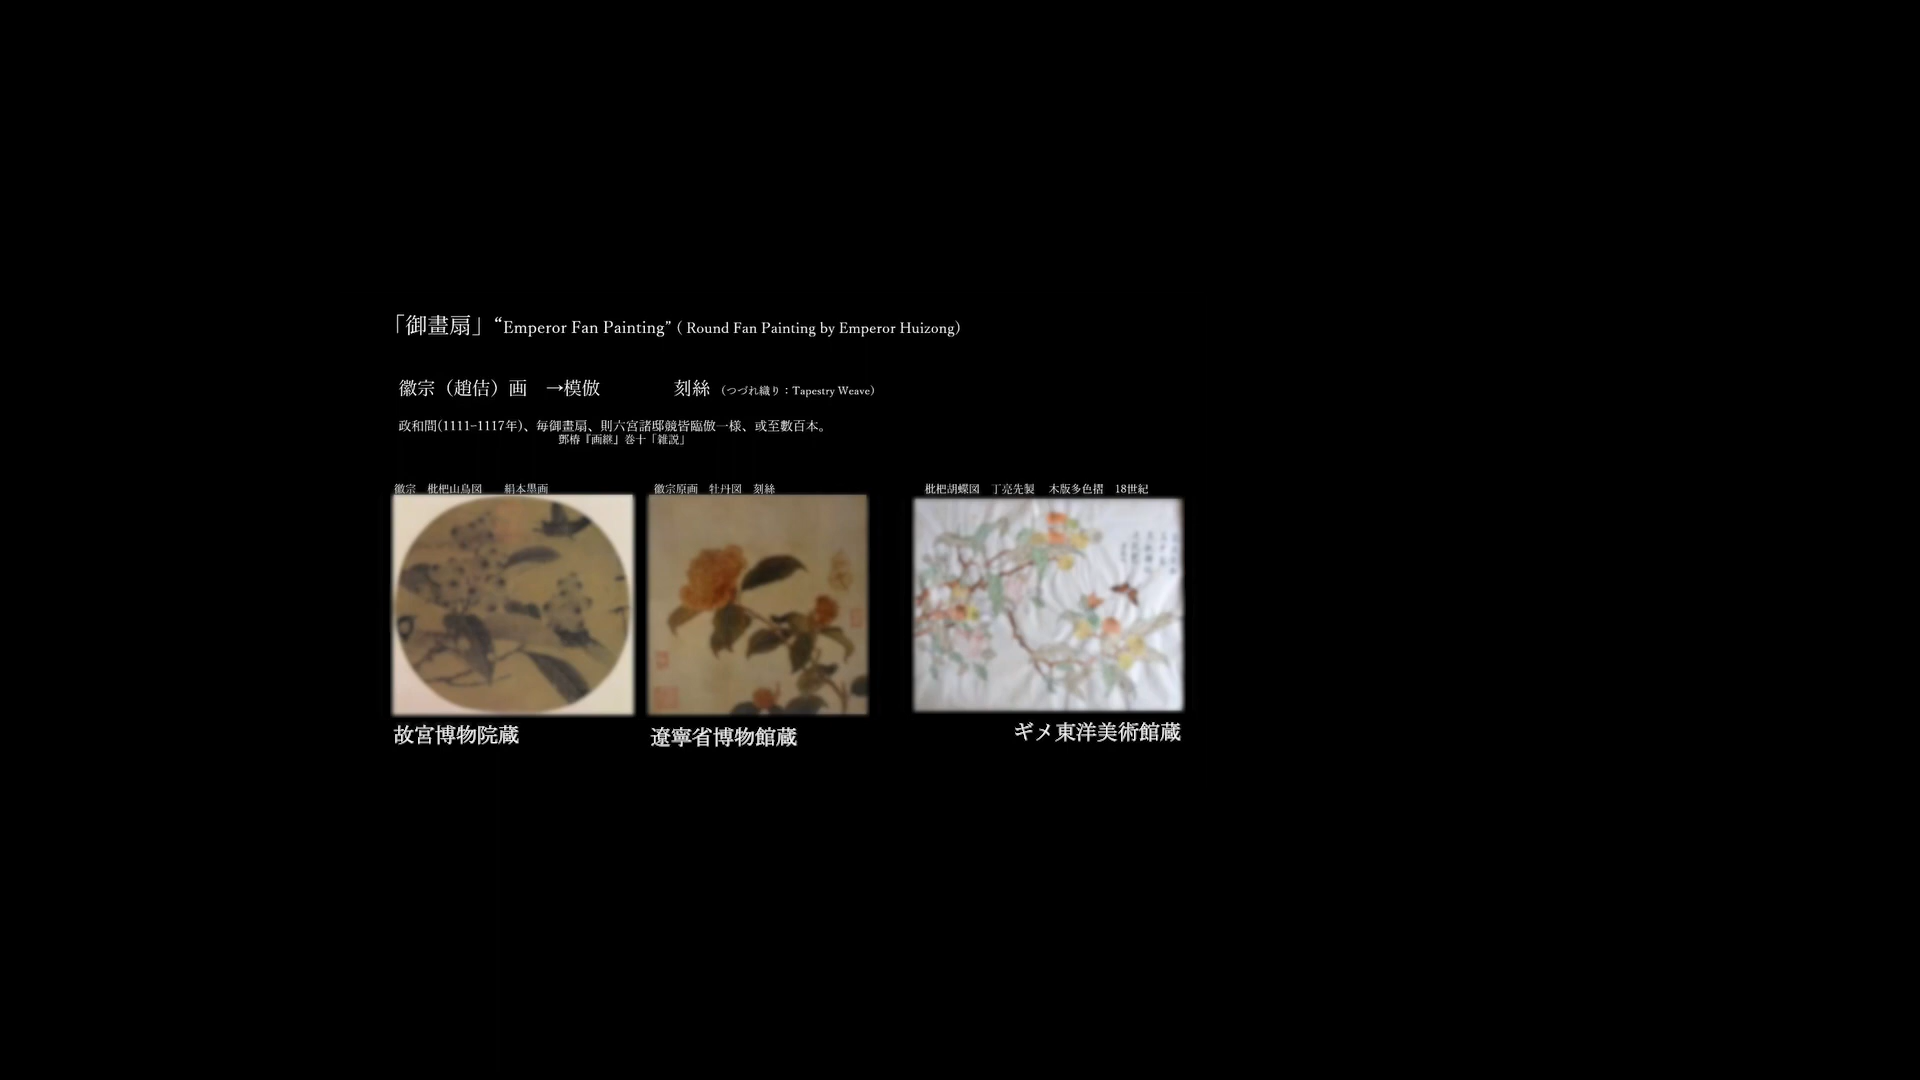 「御畫扇」“Emperor Fan Painting” ( Round Fan Painting by Emperor Huizong)
徽宗（趙佶）画　→模倣　　　　刻絲（つづれ織り：Tapestry Weave）
政和間(1111–1117年)、毎御畫扇、則六宮諸邸競皆臨倣一様、或至數百本。
鄧椿『画継』巻十「雑説」
徽宗　枇杷山鳥図　　絹本墨画
徽宗原画　牡丹図　刻絲
枇杷胡蝶図　丁亮先製　木版多色摺　18世紀
故宮博物院蔵
遼寧省博物館蔵
ギメ東洋美術館蔵